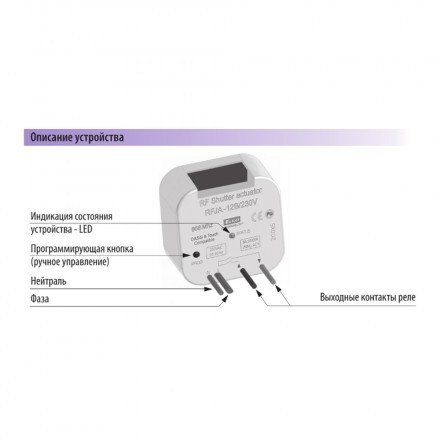 Описание устройства
RF Shutter actuator
RFJA-12B/230V
868 MHz
Индикация состояния
устройства - LED
Программирующая кнопка
(ручное управление)
Нейтраль
Фаза
Выходные контакты реле